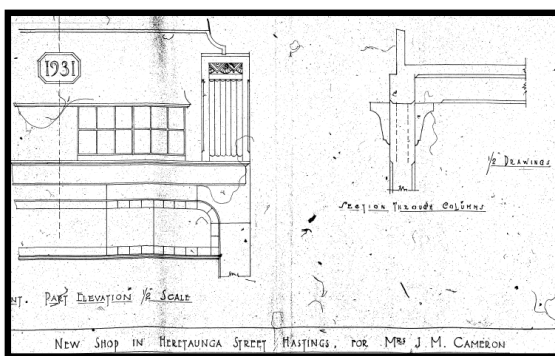 1931
½" DRAWINGS
SECTION THROUGH COLUMNS
NT. PART ELEVATION ½" SCALE
NEW SHOP IN HERETAUNGA STREET HASTINGS, FOR MRS J. M. CAMERON